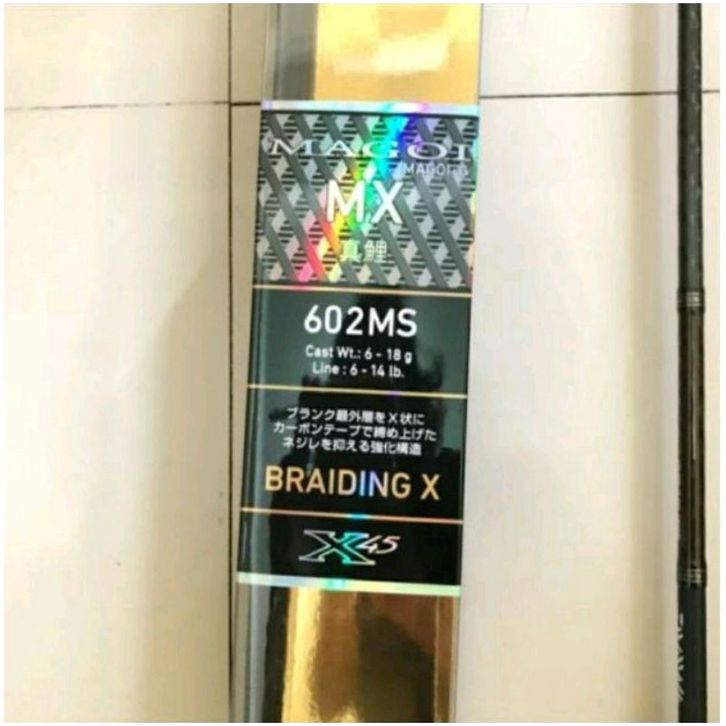 MAGOI
MX
真鯉
602MS
Cast Wt.: 6 - 18 g
Line : 6 - 14 lb.
ブランク最外層をX状に
カーボンテープで締め上げた
ネジレを抑える強化構造
BRAIDING X
X45